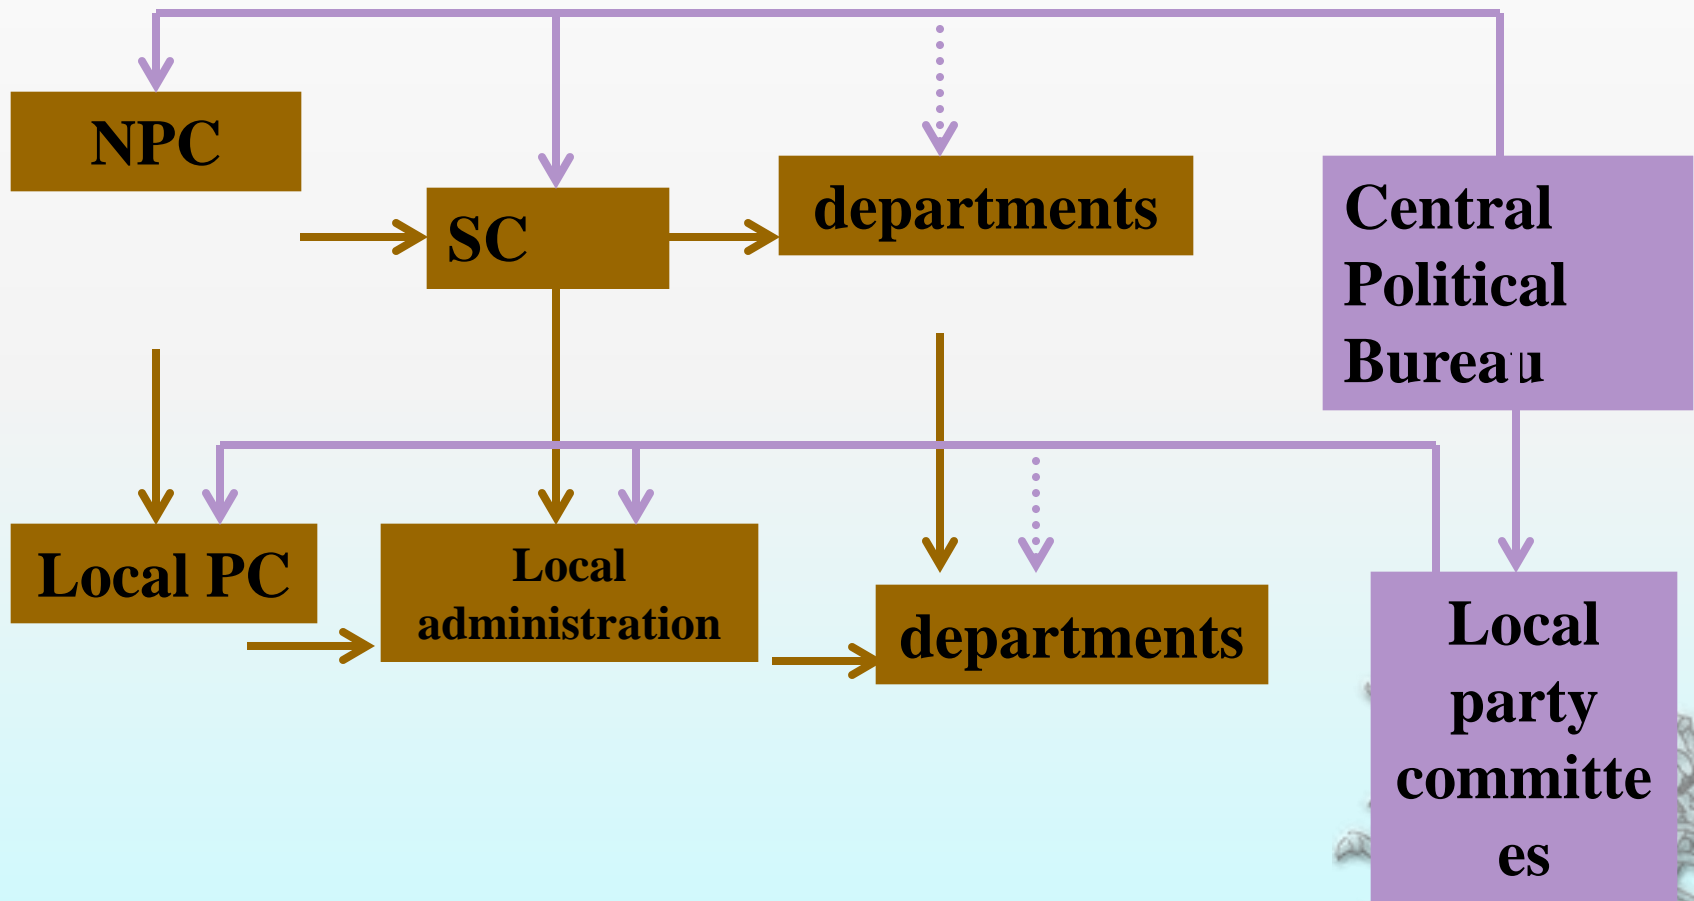 NPC
SC
departments
Central
Political
Bureau
Local PC
Local
administration
departments
Local
party
committe
es